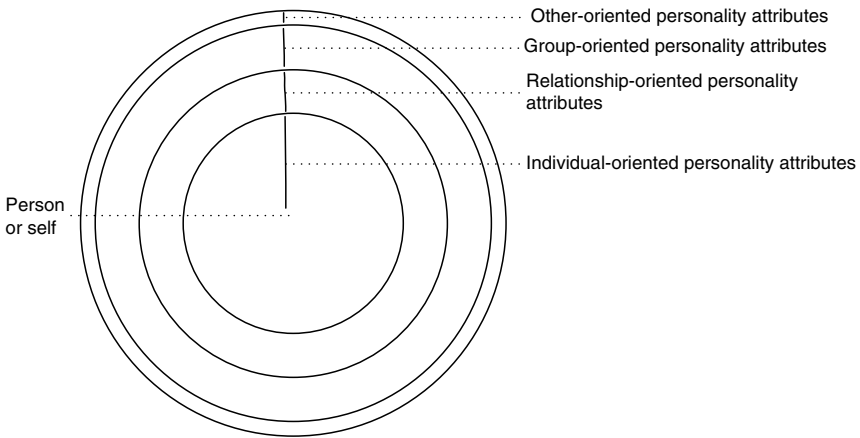 Other-oriented personality attributes
Group-oriented personality attributes
Relationship-oriented personality
attributes
Individual-oriented personality attributes
Person
or self